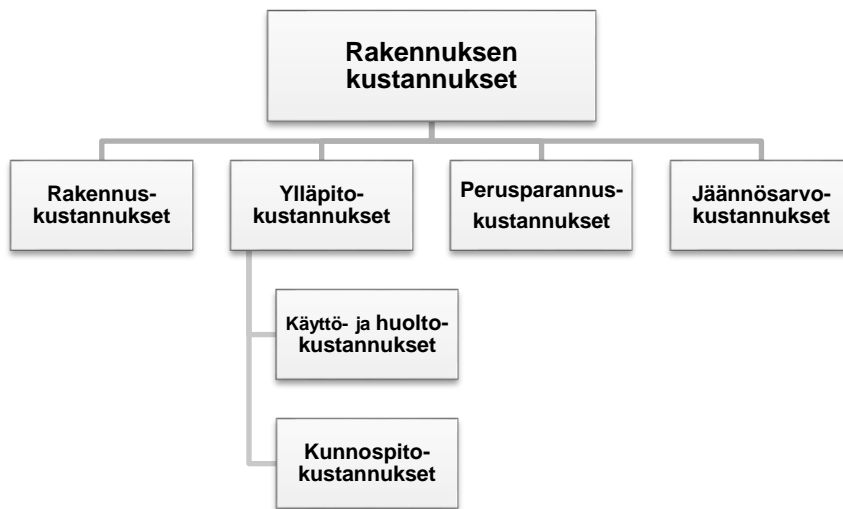 Rakennuksen
kustannukset
Rakennus-
kustannukset
Ylläpito-
kustannukset
Perusparannus-
kustannukset
Jäännösarvo-
kustannukset
Käyttö- ja huolto-
kustannukset
Kunnospito-
kustannukset